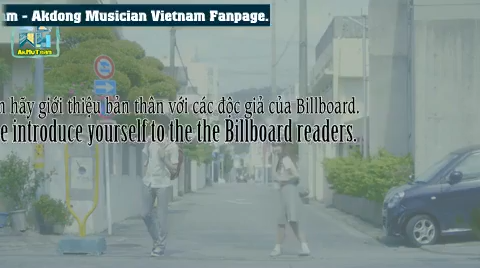 - Akdong Musician Vietnam Fanpage.
AkMuTeam
hãy giới thiệu bản thân với các độc giả của Billboard.
introduce yourself to the the Billboard readers.